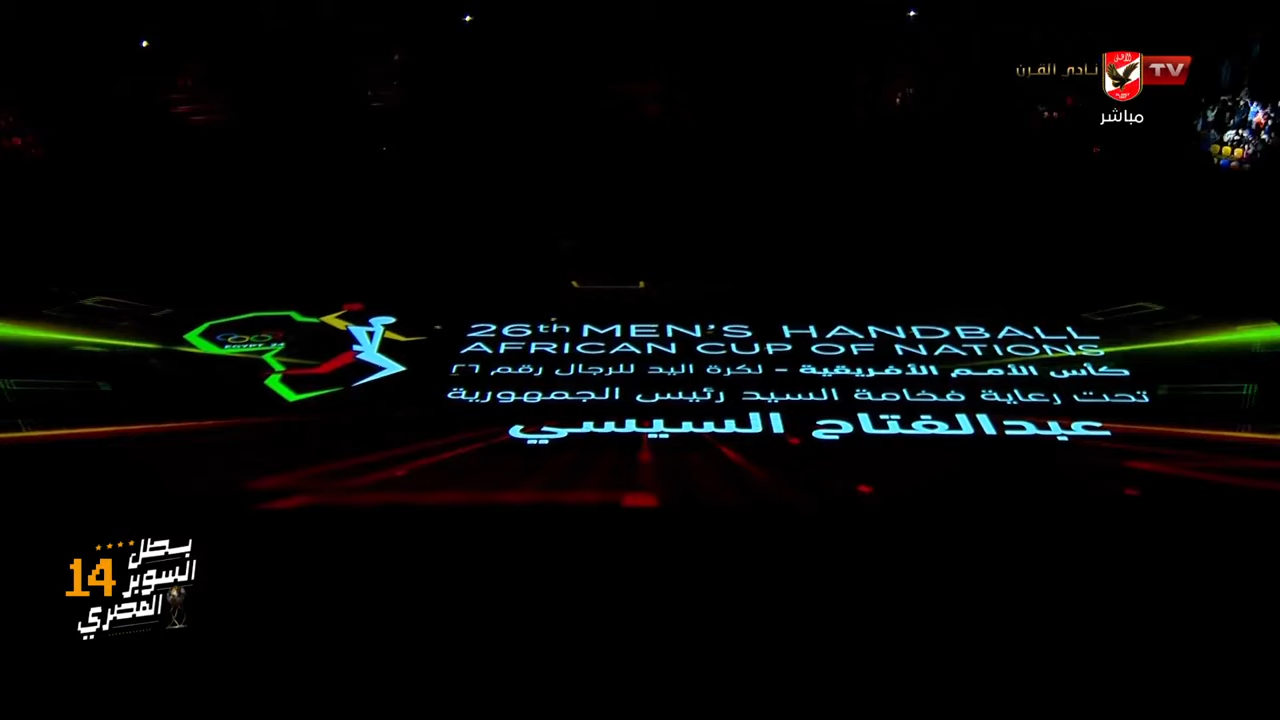 نادي القرن
TV
مباشر
26th MEN'S HANDBALL
AFRICAN CUP OF NATIONS
كأس الأمم الأفريقية - لكرة اليد للرجال رقم ٢٦
تحت رعاية فخامة السيد رئيس الجمهورية
عبدالفتاح السيسي
بطل
السوبر 14
المصري